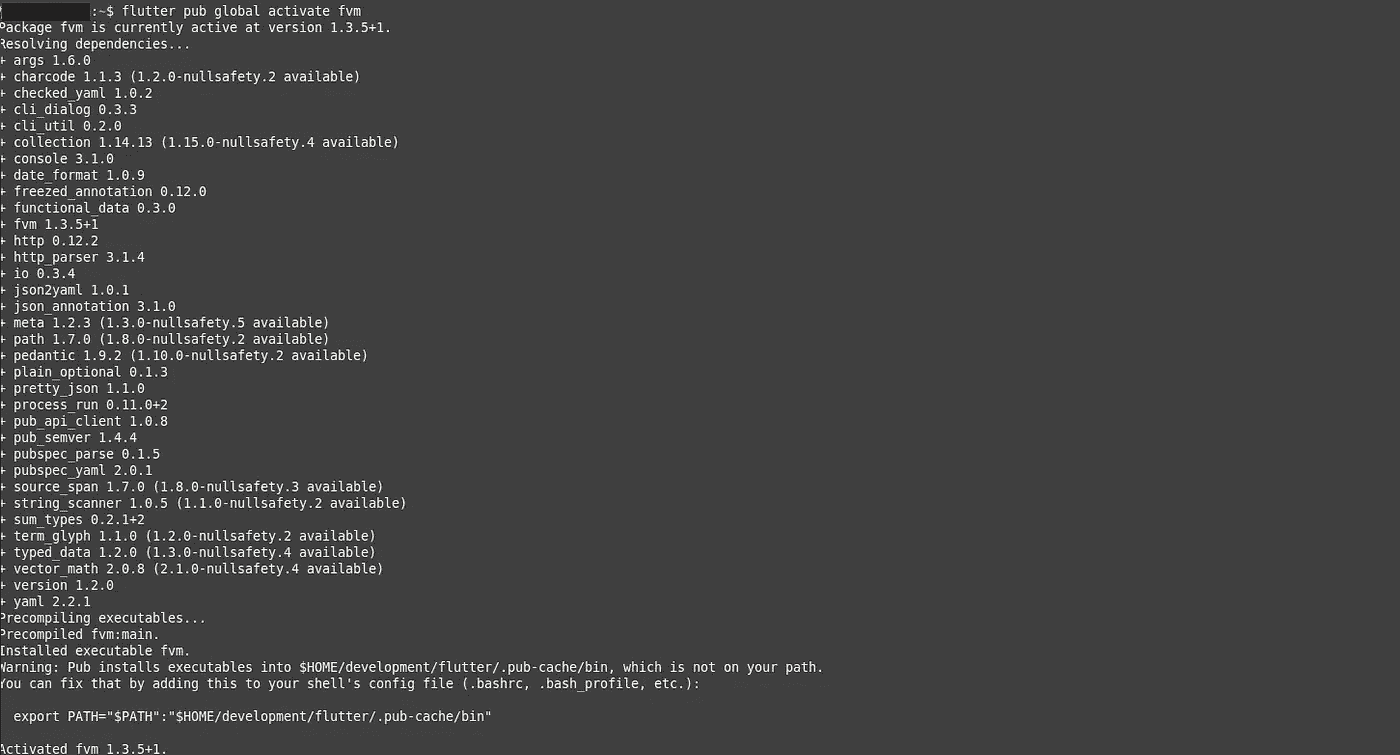 :~$ flutter pub global activate fvm
Package fvm is currently active at version 1.3.5+1.
Resolving dependencies...
+ args 1.6.0
+ charcode 1.1.3 (1.2.0-nullsafety.2 available)
+ checked_yaml 1.0.2
+ cli_dialog 0.3.3
+ cli_util 0.2.0
+ collection 1.14.13 (1.15.0-nullsafety.4 available)
+ console 3.1.0
+ date_format 1.0.9
+ freezed_annotation 0.12.0
+ functional_data 0.3.0
+ fvm 1.3.5+1
+ http 0.12.2
+ http_parser 3.1.4
+ io 0.3.4
+ json2yaml 1.0.1
+ json_annotation 3.1.0
+ meta 1.2.3 (1.3.0-nullsafety.5 available)
+ path 1.7.0 (1.8.0-nullsafety.2 available)
+ pedantic 1.9.2 (1.10.0-nullsafety.2 available)
+ plain_optional 0.1.3
+ pretty_json 1.1.0
+ process_run 0.11.0+2
+ pub_api_client 1.0.8
+ pub_semver 1.4.4
+ pubspec_parse 0.1.5
+ pubspec_yaml 2.0.1
+ source_span 1.7.0 (1.8.0-nullsafety.3 available)
+ string_scanner 1.0.5 (1.1.0-nullsafety.2 available)
+ sum_types 0.2.1+2
+ term_glyph 1.1.0 (1.2.0-nullsafety.2 available)
+ typed_data 1.2.0 (1.3.0-nullsafety.4 available)
+ vector_math 2.0.8 (2.1.0-nullsafety.4 available)
+ version 1.2.0
+ yaml 2.2.1
Precompiling executables...
Precompiled fvm:main.
Installed executable fvm.
Warning: Pub installs executables into $HOME/development/flutter/.pub-cache/bin, which is not on your path.
You can fix that by adding this to your shell's config file (.bashrc, .bash_profile, etc.):
export PATH="$PATH":"$HOME/development/flutter/.pub-cache/bin"
Activated fvm 1.3.5+1.